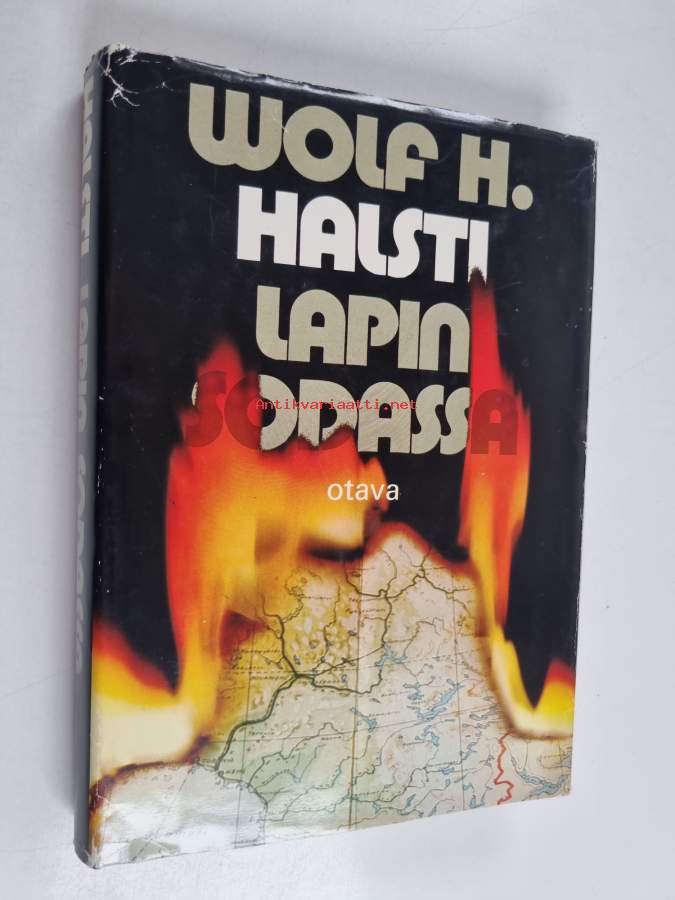 WOLF H.
HALSTI
LAPIN
SODASSA
Antikvariaatti.net
otava
HALSTI LAPIN SODASSA